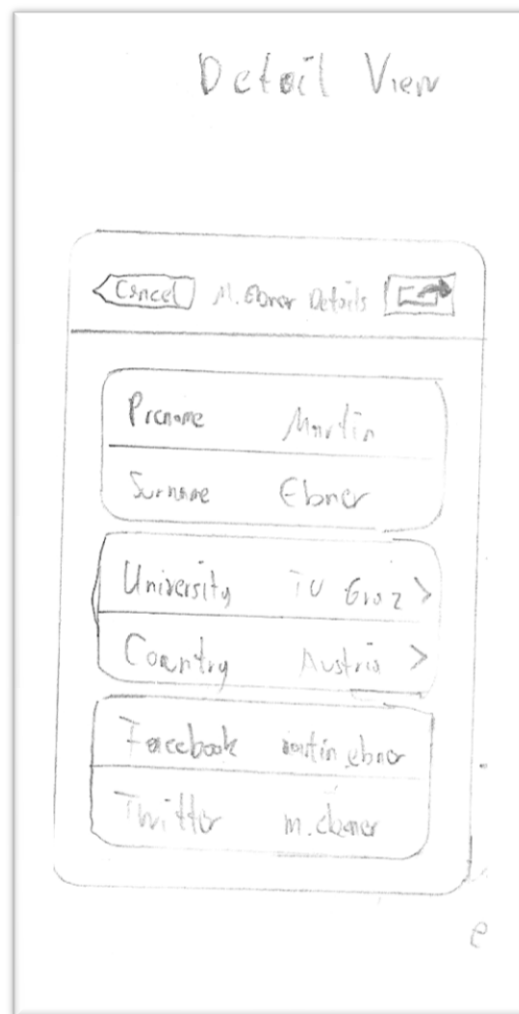 Detail View
Cancel M. Ebner Details
Prename Martin
Surname Ebner
University TU Graz >
Country Austria >
Facebook martin.ebner
Twitter m.ebner
e